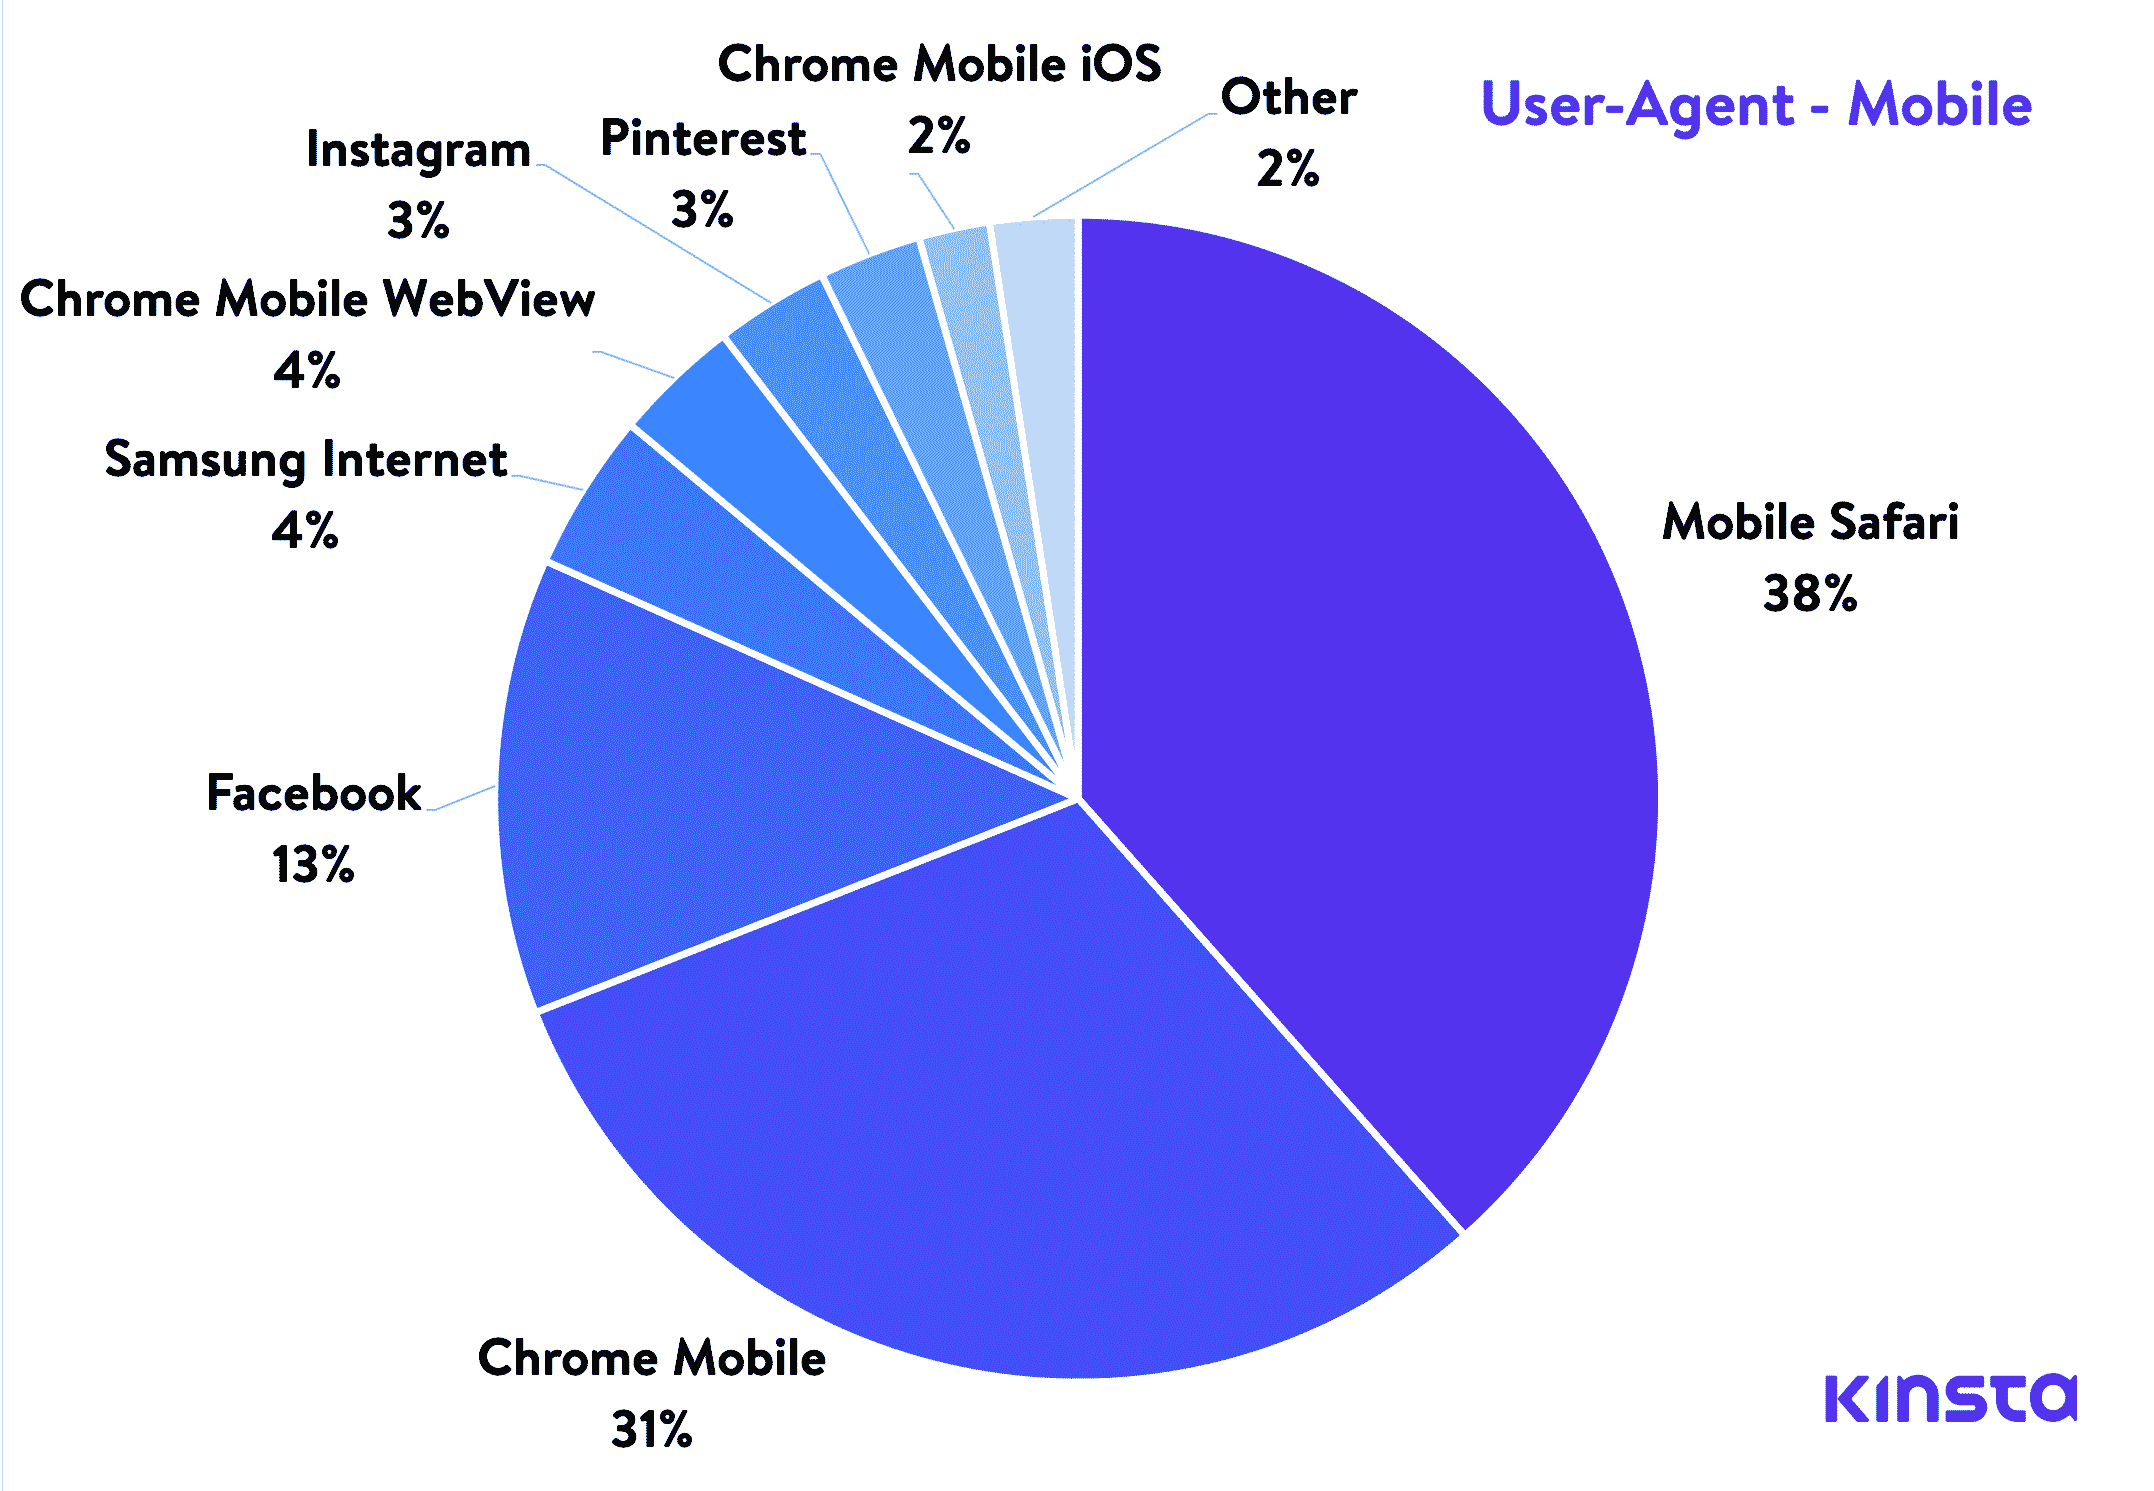 User-Agent - Mobile
Chrome Mobile iOS
2%
Other
2%
Pinterest
3%
Instagram
3%
Chrome Mobile WebView
4%
Samsung Internet
4%
Facebook
13%
Mobile Safari
38%
Chrome Mobile
31%
KINSTA